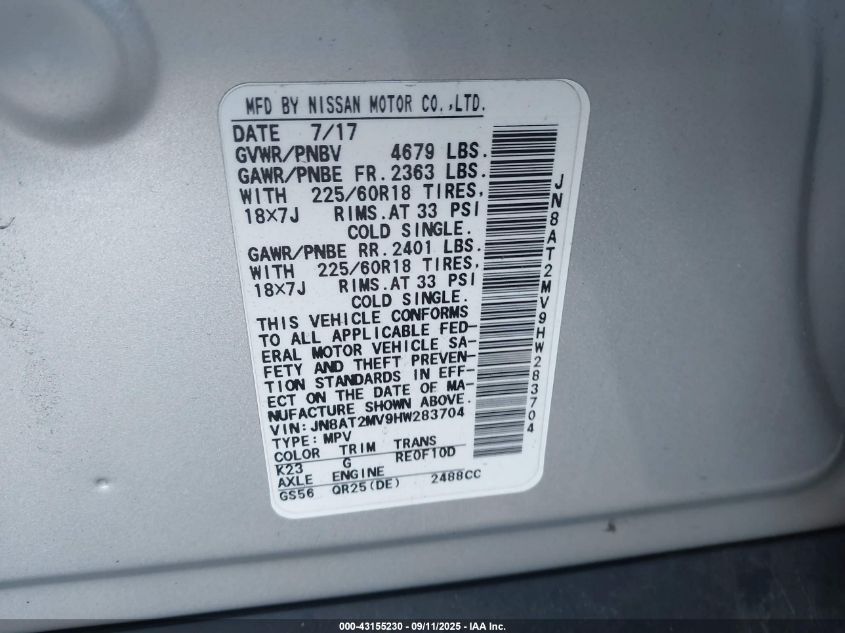 MFD BY NISSAN MOTOR CO.,LTD.
DATE 7/17
GVWR/PNBV 4679 LBS.
GAWR/PNBE FR. 2363 LBS.
WITH 225/60R18 TIRES,
18×7J RIMS.AT 33 PSI
COLD SINGLE.
GAWR/PNBE RR. 2401 LBS.
WITH 225/60R18 TIRES,
18×7J RIMS.AT 33 PSI
COLD SINGLE.
THIS VEHICLE CONFORMS
TO ALL APPLICABLE FED-
ERAL MOTOR VEHICLE SA-
FETY AND THEFT PREVEN-
TION STANDARDS IN EFF-
ECT ON THE DATE OF MA-
NUFACTURE SHOWN ABOVE.
VIN: JN8AT2MV9HW283704
TYPE: MPV
COLOR TRIM TRANS
K23 G RE0F10D
AXLE ENGINE
GS56 QR25(DE) 2488CC
JN8AT2MV9HW283704
000-43155230 - 09/11/2025 - IAA Inc.